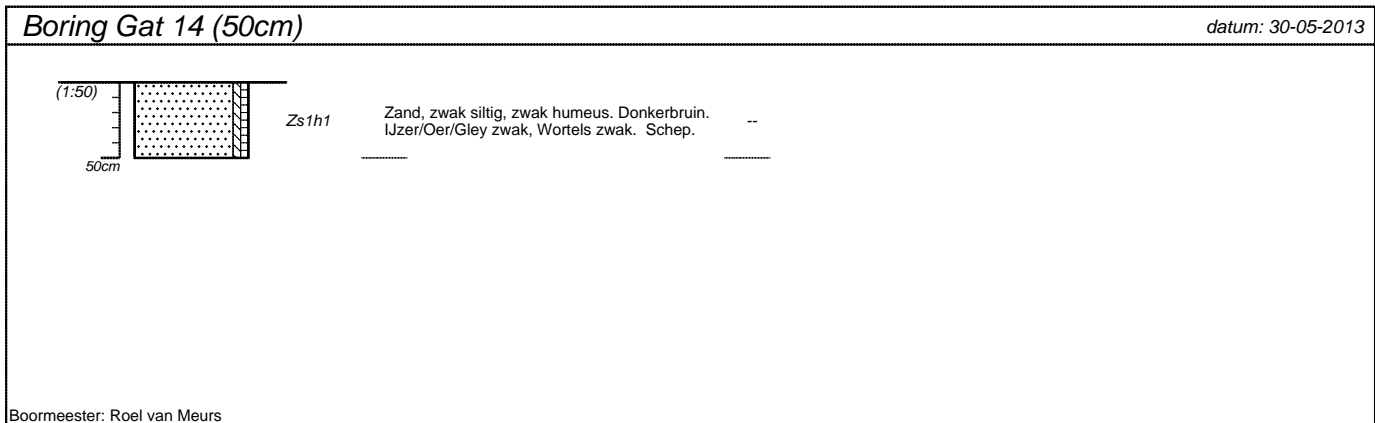 Boring Gat 14 (50cm)
datum: 30-05-2013
(1:50)
Zs1h1
Zand, zwak siltig, zwak humeus. Donkerbruin.
IJzer/Oer/Gley zwak, Wortels zwak. Schep.
--
50cm
Boormeester: Roel van Meurs